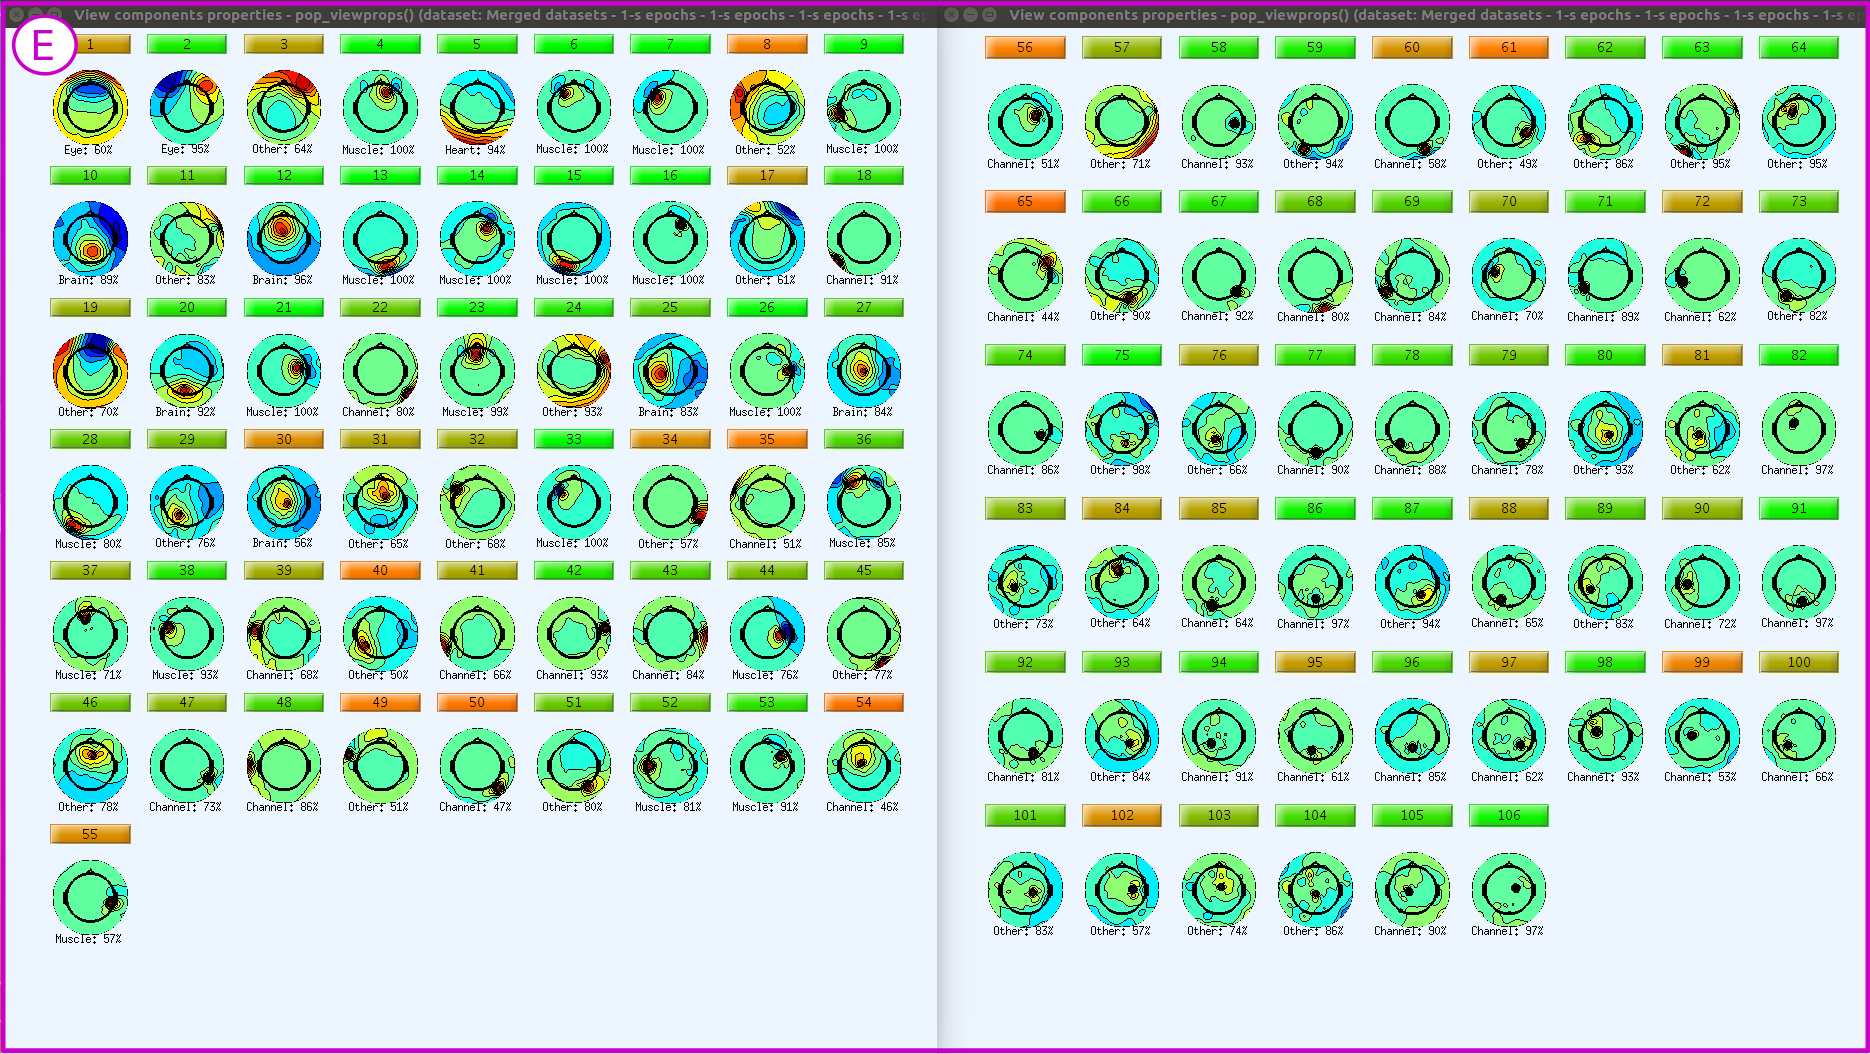 E
View components properties - pop_viewprops() (dataset: Merged datasets - 1-s epochs - 1-s epochs - 1-s e
1 2 3 4 5 6 7 8 9
Eye: 60% Eye: 95% Other: 64% Muscle: 100% Heart: 94% Muscle: 100% Muscle: 100% Other: 52% Muscle: 100%
10 11 12 13 14 15 16 17 18
Brain: 89% Other: 83% Brain: 96% Muscle: 100% Muscle: 100% Muscle: 100% Muscle: 100% Other: 61% Channel: 91%
19 20 21 22 23 24 25 26 27
Other: 70% Brain: 92% Muscle: 100% Channel: 80% Muscle: 99% Other: 93% Brain: 83% Muscle: 100% Brain: 84%
28 29 30 31 32 33 34 35 36
Muscle: 80% Other: 76% Brain: 56% Other: 65% Other: 68% Muscle: 100% Other: 57% Channel: 51% Muscle: 85%
37 38 39 40 41 42 43 44 45
Muscle: 71% Muscle: 93% Channel: 68% Other: 50% Channel: 66% Channel: 93% Channel: 84% Muscle: 76% Other: 77%
46 47 48 49 50 51 52 53 54
Other: 78% Channel: 73% Channel: 86% Other: 51% Channel: 47% Other: 80% Muscle: 81% Muscle: 91% Channel: 46%
55
Muscle: 57%
View components properties - pop_viewprops() (dataset: Merged datasets - 1-s epochs - 1-s epochs - 1-s ep
56 57 58 59 60 61 62 63 64
Channel: 51% Other: 71% Channel: 93% Other: 94% Channel: 58% Other: 49% Other: 86% Other: 95% Other: 95%
65 66 67 68 69 70 71 72 73
Channel: 44% Other: 90% Channel: 92% Channel: 80% Channel: 84% Channel: 70% Channel: 89% Channel: 62% Other: 82%
74 75 76 77 78 79 80 81 82
Channel: 86% Other: 98% Other: 66% Channel: 90% Channel: 88% Channel: 78% Other: 93% Other: 62% Channel: 97%
83 84 85 86 87 88 89 90 91
Other: 73% Other: 64% Channel: 64% Channel: 97% Other: 94% Channel: 65% Other: 83% Channel: 72% Channel: 97%
92 93 94 95 96 97 98 99 100
Channel: 81% Other: 84% Channel: 91% Channel: 61% Channel: 85% Channel: 62% Channel: 93% Channel: 53% Channel: 66%
101 102 103 104 105 106
Other: 83% Other: 57% Other: 74% Other: 86% Channel: 90% Channel: 97%